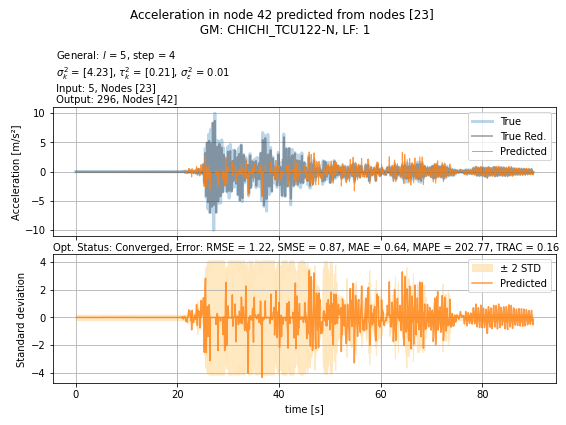 Acceleration in node 42 predicted from nodes [23]
GM: CHICHI_TCU122-N, LF: 1
General: l = 5, step = 4
σ²ₖ = [4.23], τ²ₖ = [0.21], σ²ε = 0.01
Input: 5, Nodes [23]
Output: 296, Nodes [42]
10
5
0
−5
−10
Acceleration [m/s²]
True
True Red.
Predicted
Opt. Status: Converged, Error: RMSE = 1.22, SMSE = 0.87, MAE = 0.64, MAPE = 202.77, TRAC = 0.16
4
2
0
−2
−4
Standard deviation
± 2 STD
Predicted
0 20 40 60 80
time [s]